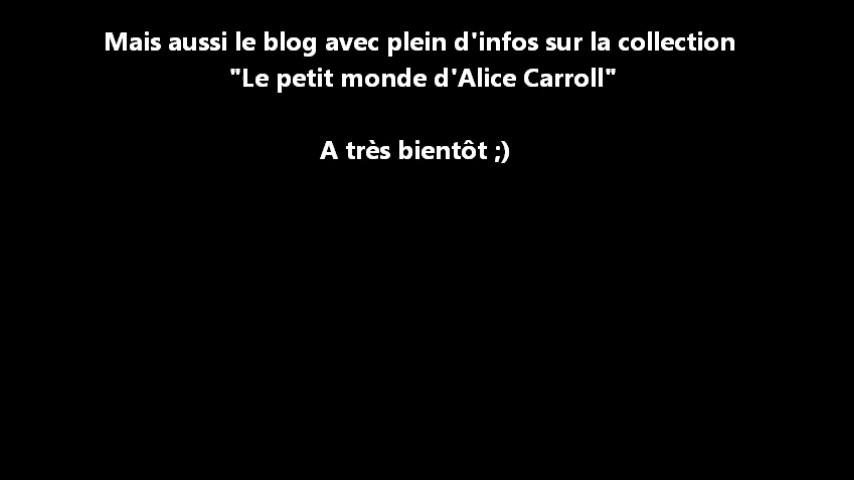 Mais aussi le blog avec plein d'infos sur la collection
"Le petit monde d'Alice Carroll"
A très bientôt ;)